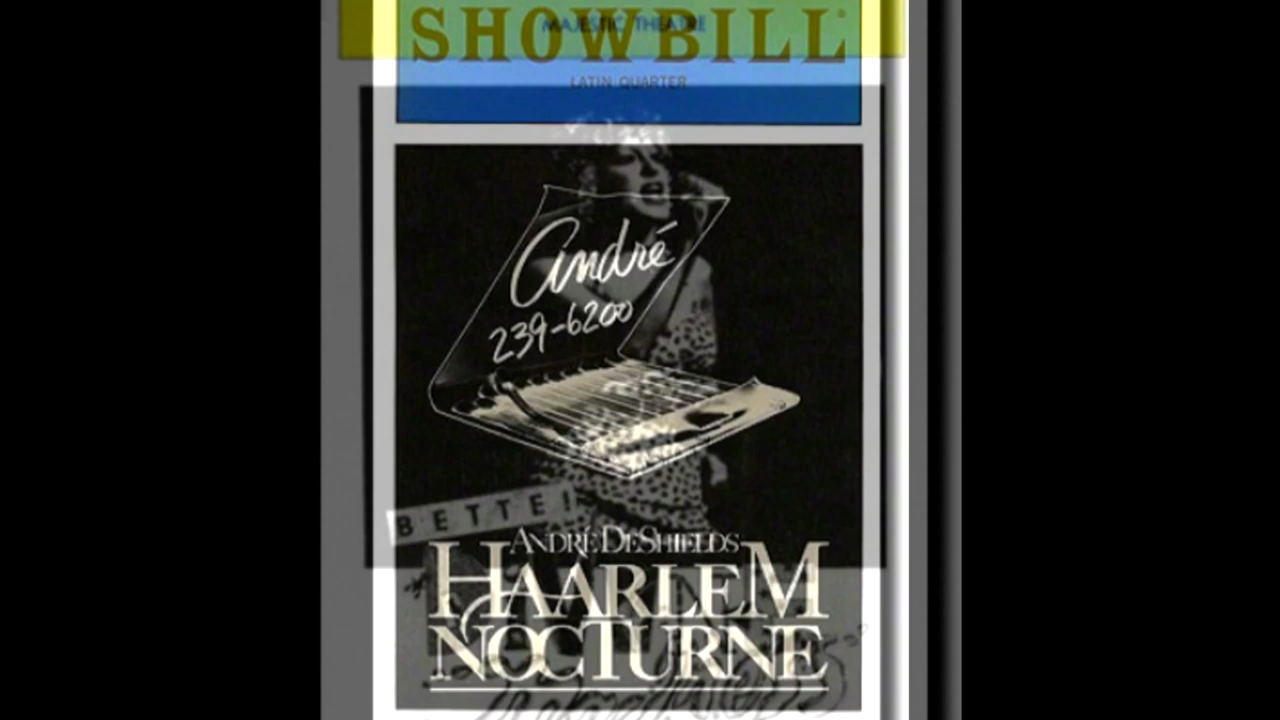 MAJESTIC THEATRE
SHOWBILL
LATIN QUARTER
André
239-6200
BETTE!
ANDRÉ DESHIELDS
HAARLEM
NOCTURNE